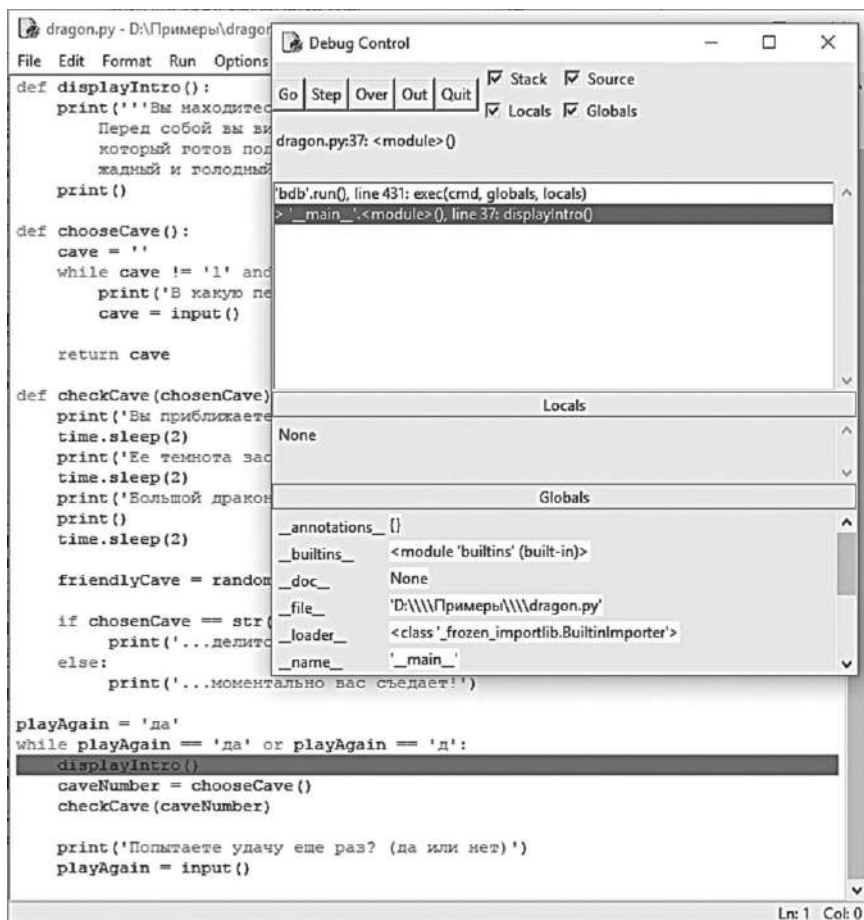 dragon.py - D:\Примеры\dragon
File Edit Format Run Options
def displayIntro():
print('''Вы находитес
Перед собой вы ви
который готов под
жадный и голодный
print()
def chooseCave():
cave = ''
while cave != '1' and
print('В какую пе
cave = input()
return cave
def checkCave(chosenCave)
print('Вы приближаете
time.sleep(2)
print('Ее темнота зас
time.sleep(2)
print('Большой дракон
print()
time.sleep(2)
friendlyCave = random
if chosenCave == str(
print('...делитс
else:
print('...моментально вас съедает!')
playAgain = 'да'
while playAgain == 'да' or playAgain == 'д':
displayIntro()
caveNumber = chooseCave()
checkCave(caveNumber)
print('Попытаете удачу еще раз? (да или нет)')
playAgain = input()
Ln: 1 Col: 0
Debug Control
Go Step Over Out Quit
Stack Source
Locals Globals
dragon.py:37: <module>()
'bdb'.run(), line 431: exec(cmd, globals, locals)
> '__main__'.<module>(), line 37: displayIntro()
Locals
None
Globals
__annotations__ {}
__builtins__ <module 'builtins' (built-in)>
__doc__ None
__file__ 'D:\\\\Примеры\\\\dragon.py'
__loader__ <class '_frozen_importlib.BuiltinImporter'>
__name__ '__main__'